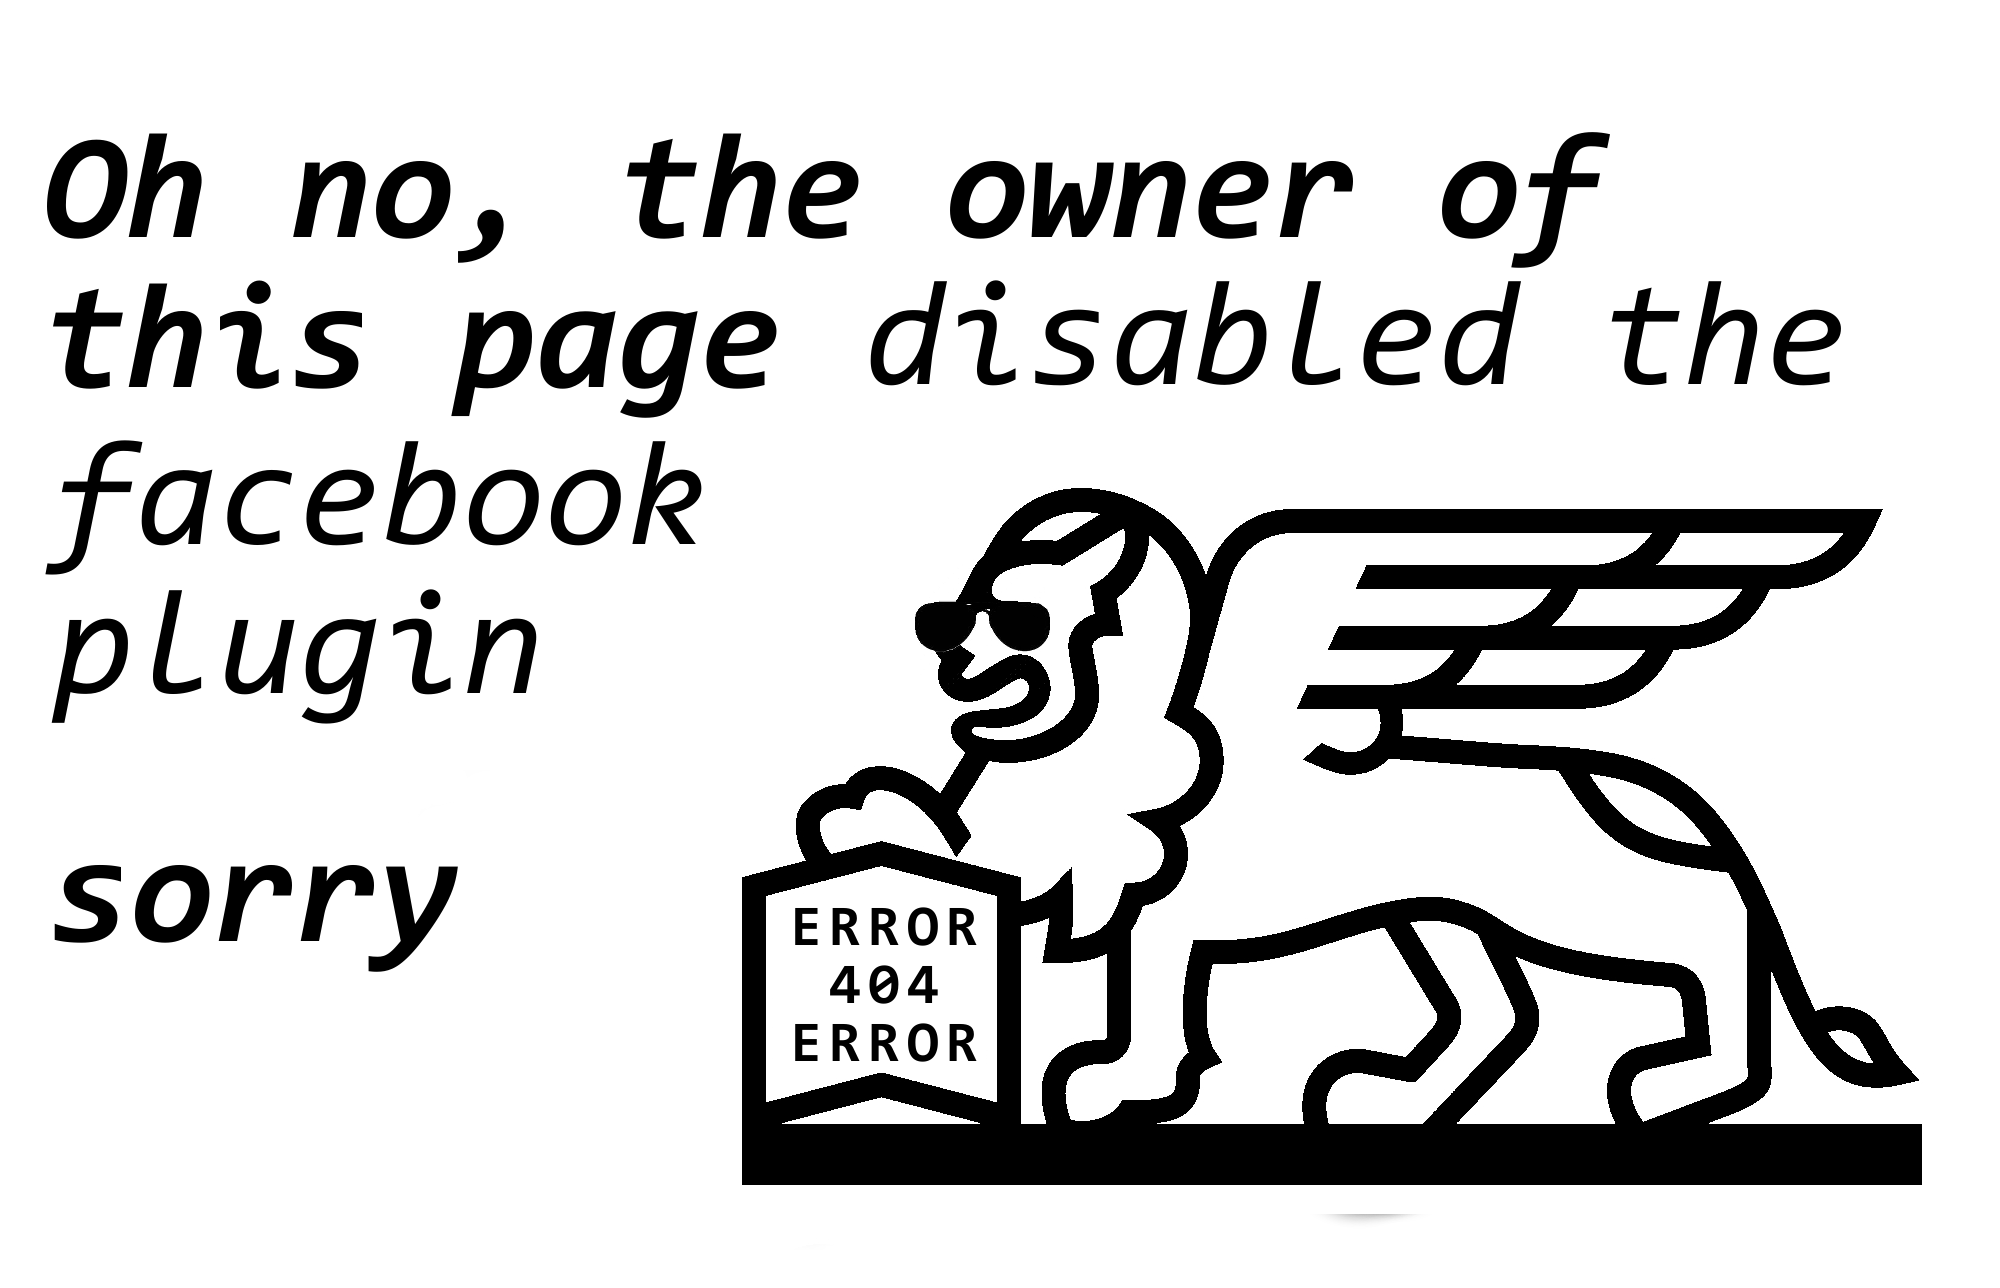 Oh no, the owner of
this page disabled the
facebook
plugin
sorry
ERROR
404
ERROR